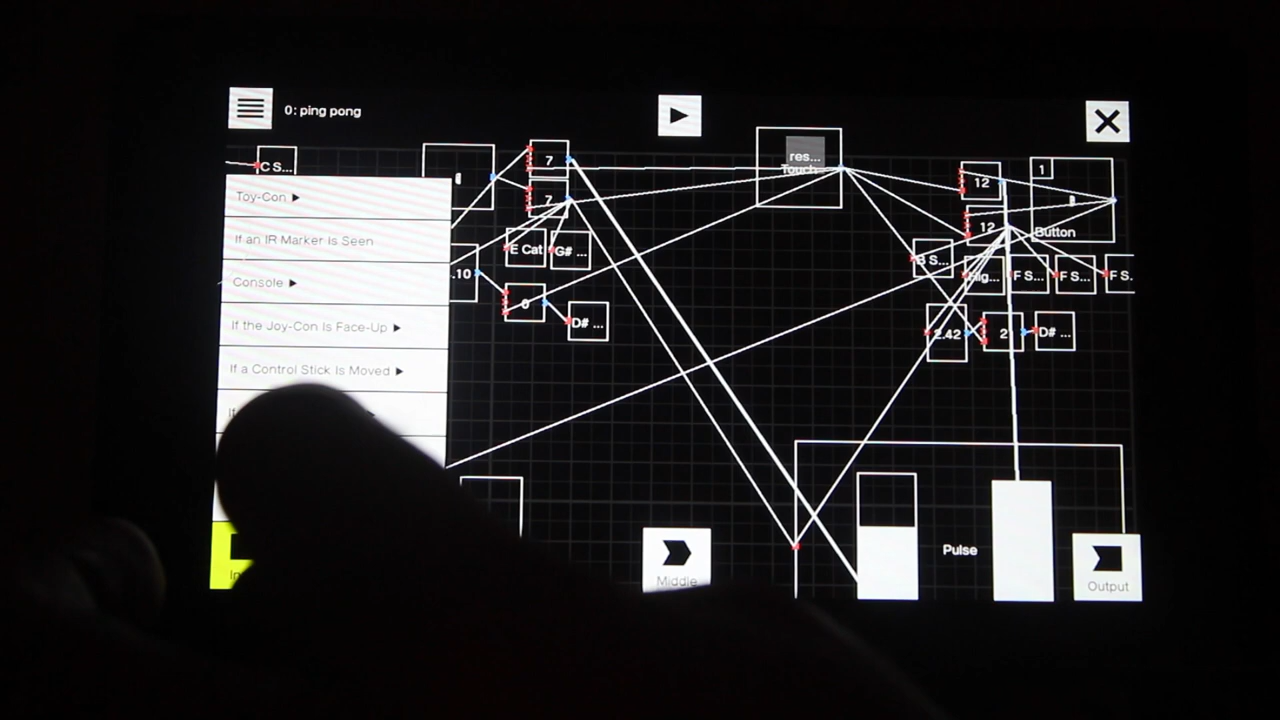 0: ping pong
C S...
7
res...
Touch
12
1
7
12
Button
E Cat
G# ...
B S...
F S...
F S...
F S.
.10
D# ...
2.42
2
D# ...
Toy-Con
If an IR Marker Is Seen
Console
If the Joy-Con Is Face-Up
If a Control Stick Is Moved
Middle
Pulse
Output